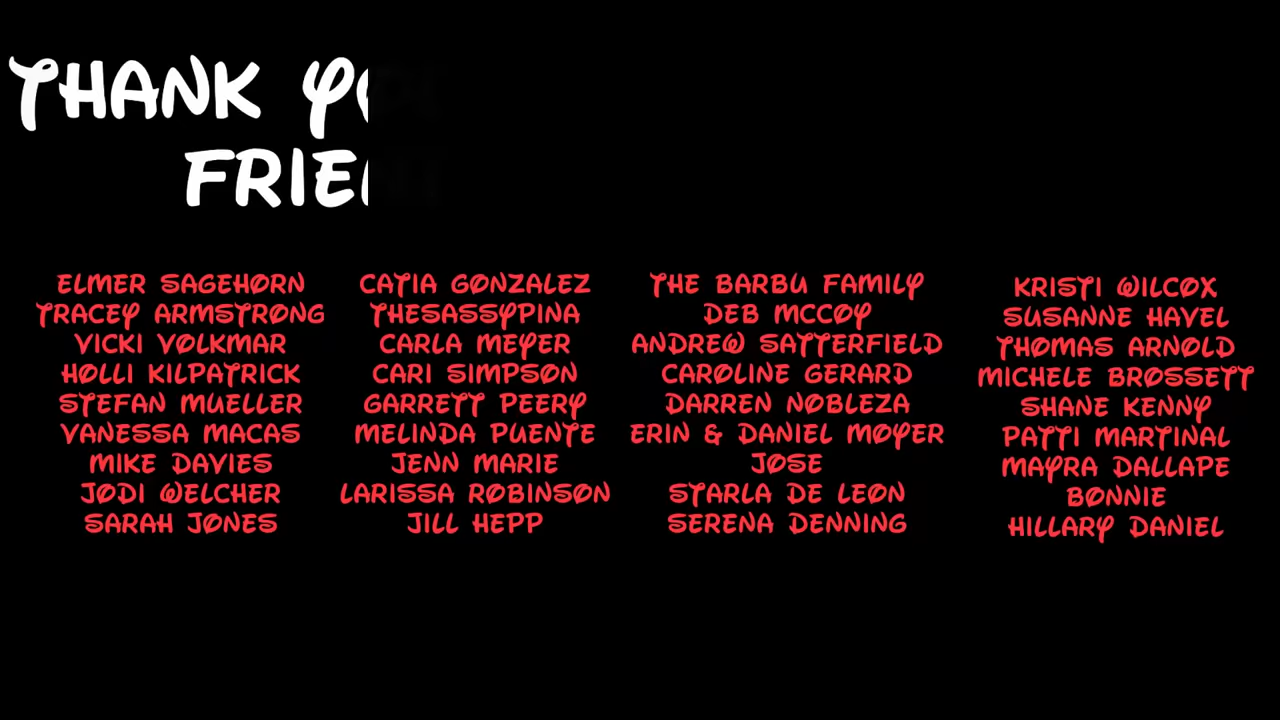 THANK YO
FRIE
ELMER SAGEHORN
TRACEY ARMSTRONG
VICKI VOLKMAR
HOLLI KILPATRICK
STEFAN MUELLER
VANESSA MACAS
MIKE DAVIES
JODI WELCHER
SARAH JONES
CATIA GONZALEZ
THESASSYPINA
CARLA MEYER
CARI SIMPSON
GARRETT PEERY
MELINDA PUENTE
JENN MARIE
LARISSA ROBINSON
JILL HEPP
THE BARBU FAMILY
DEB MCCOY
ANDREW SATTERFIELD
CAROLINE GERARD
DARREN NOBLEZA
ERIN & DANIEL MOYER
JOSE
STARLA DE LEON
SERENA DENNING
KRISTI WILCOX
SUSANNE HAVEL
THOMAS ARNOLD
MICHELE BROSSETT
SHANE KENNY
PATTI MARTINAL
MAYRA DALLAPE
BONNIE
HILLARY DANIEL